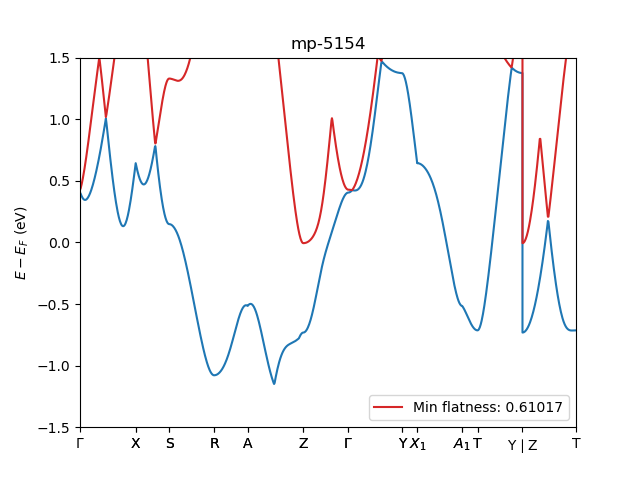 mp-5154
E − E_F (eV)
1.5
1.0
0.5
0.0
−0.5
−1.0
−1.5
Min flatness: 0.61017
Γ X S R A Z Γ Y X₁ A₁ T Y | Z T